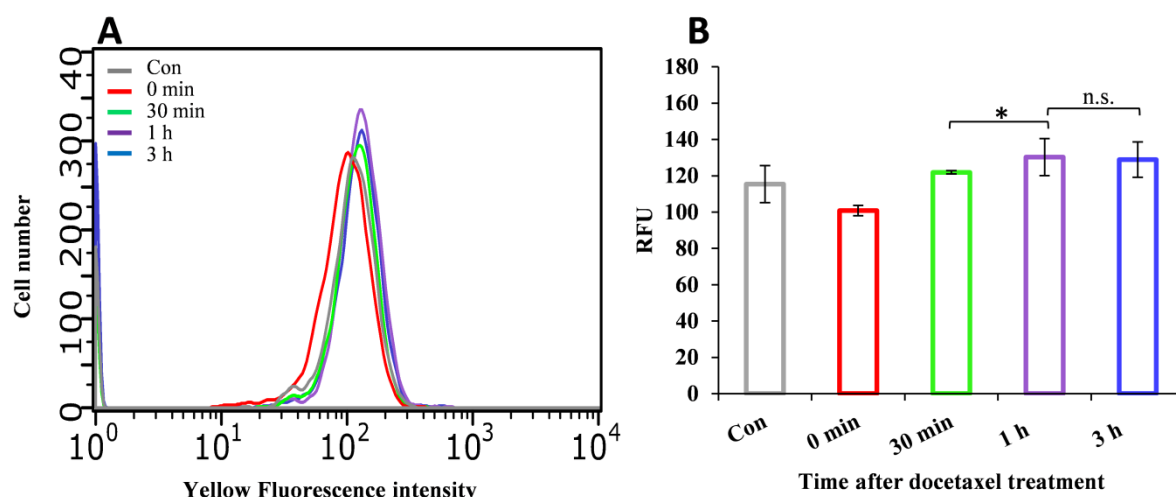 A
40
300
200
100
0
Cell number
Con
0 min
30 min
1 h
3 h
10^0 10^1 10^2 10^3 10^4
Yellow Fluorescence intensity
B
180
160
140
120
100
80
60
40
20
0
RFU
*
n.s.
Con 0 min 30 min 1 h 3 h
Time after docetaxel treatment